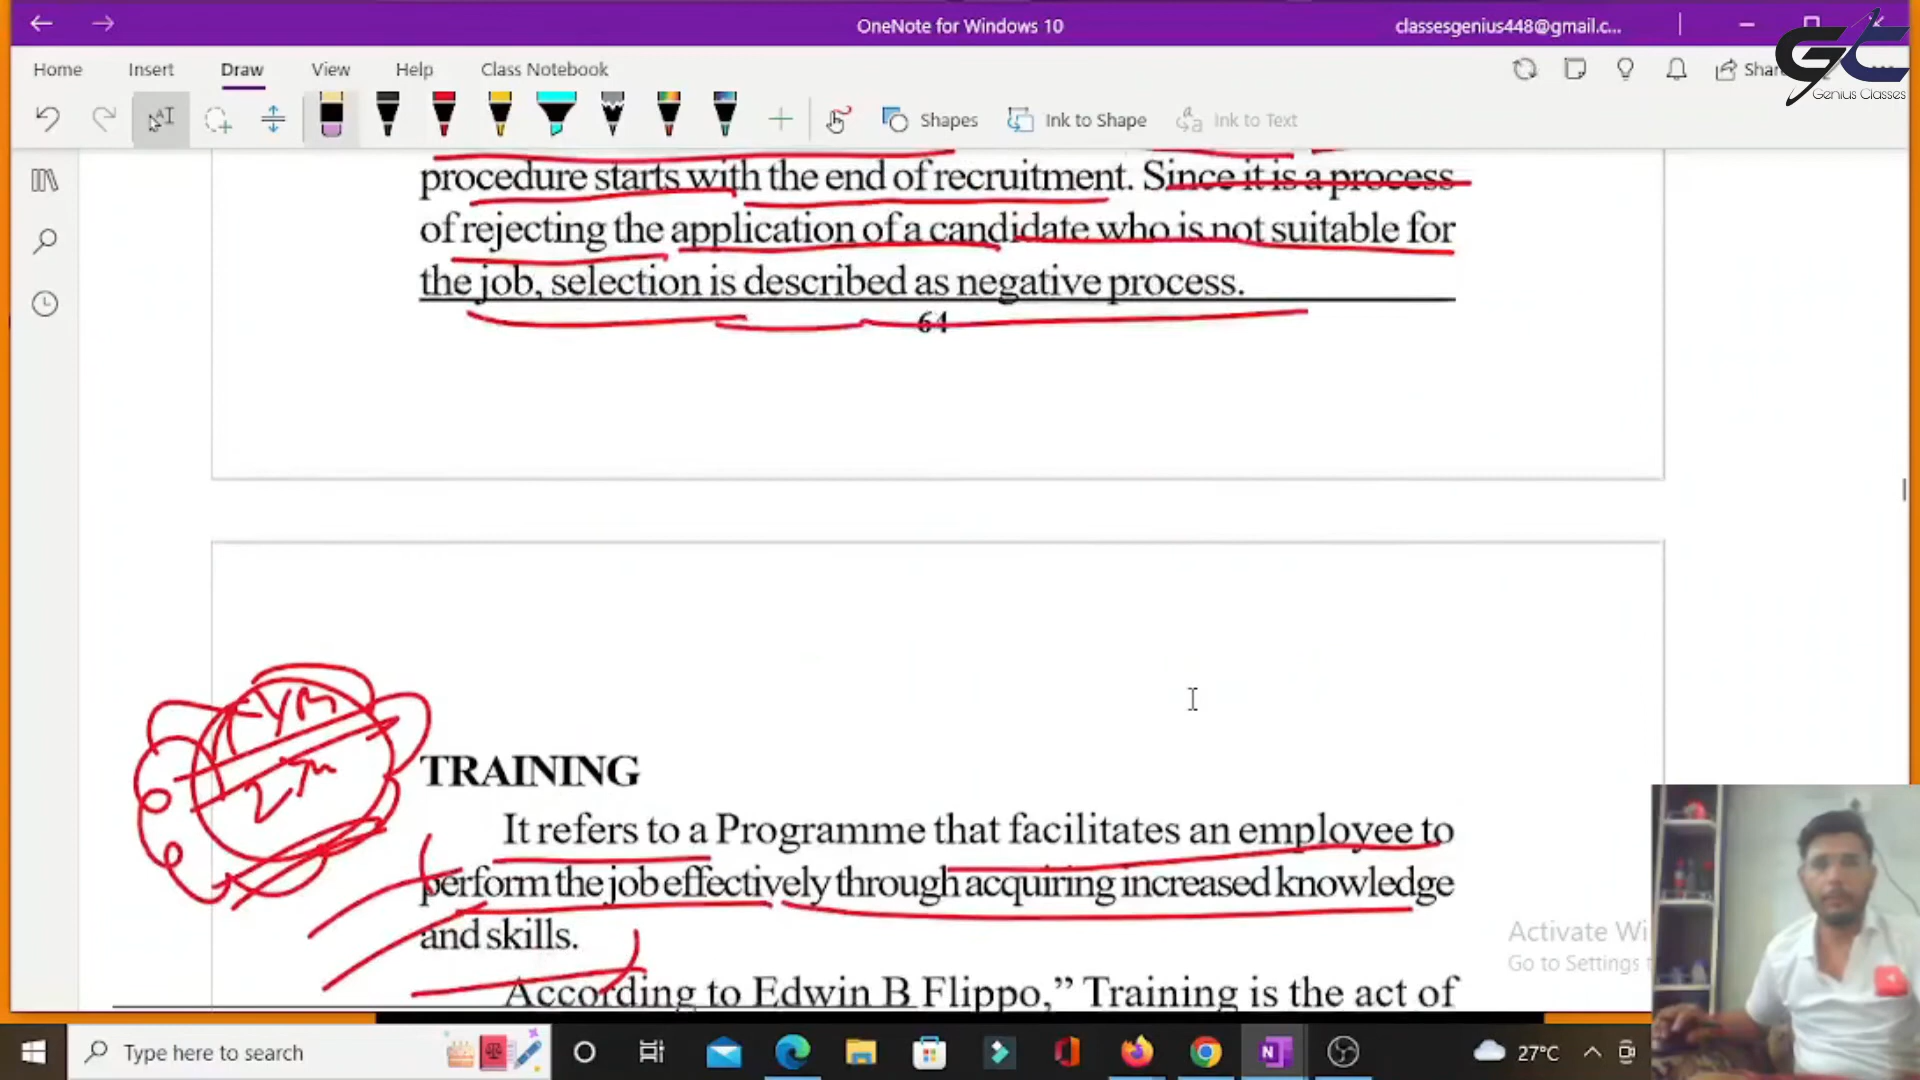 OneNote for Windows 10
classesgenius448@gmail.c...
Home Insert Draw View Help Class Notebook
Genius Classes
Shapes Ink to Shape Ink to Text
procedure starts with the end of recruitment. Since it is a process
of rejecting the application of a candidate who is not suitable for
the job, selection is described as negative process.
64
TRAINING
It refers to a Programme that facilitates an employee to
perform the job effectively through acquiring increased knowledge
and skills.
According to Edwin B Flippo,” Training is the act of
Activate Wi
Go to Settings
Type here to search
27°C